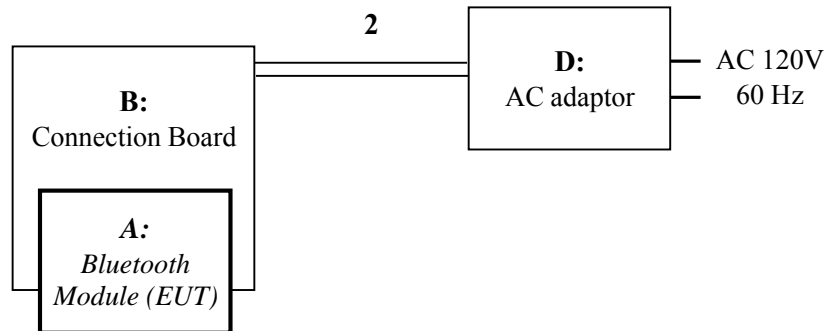 2
B:
Connection Board
A:
Bluetooth
Module (EUT)
D:
AC adaptor
AC 120V
60 Hz